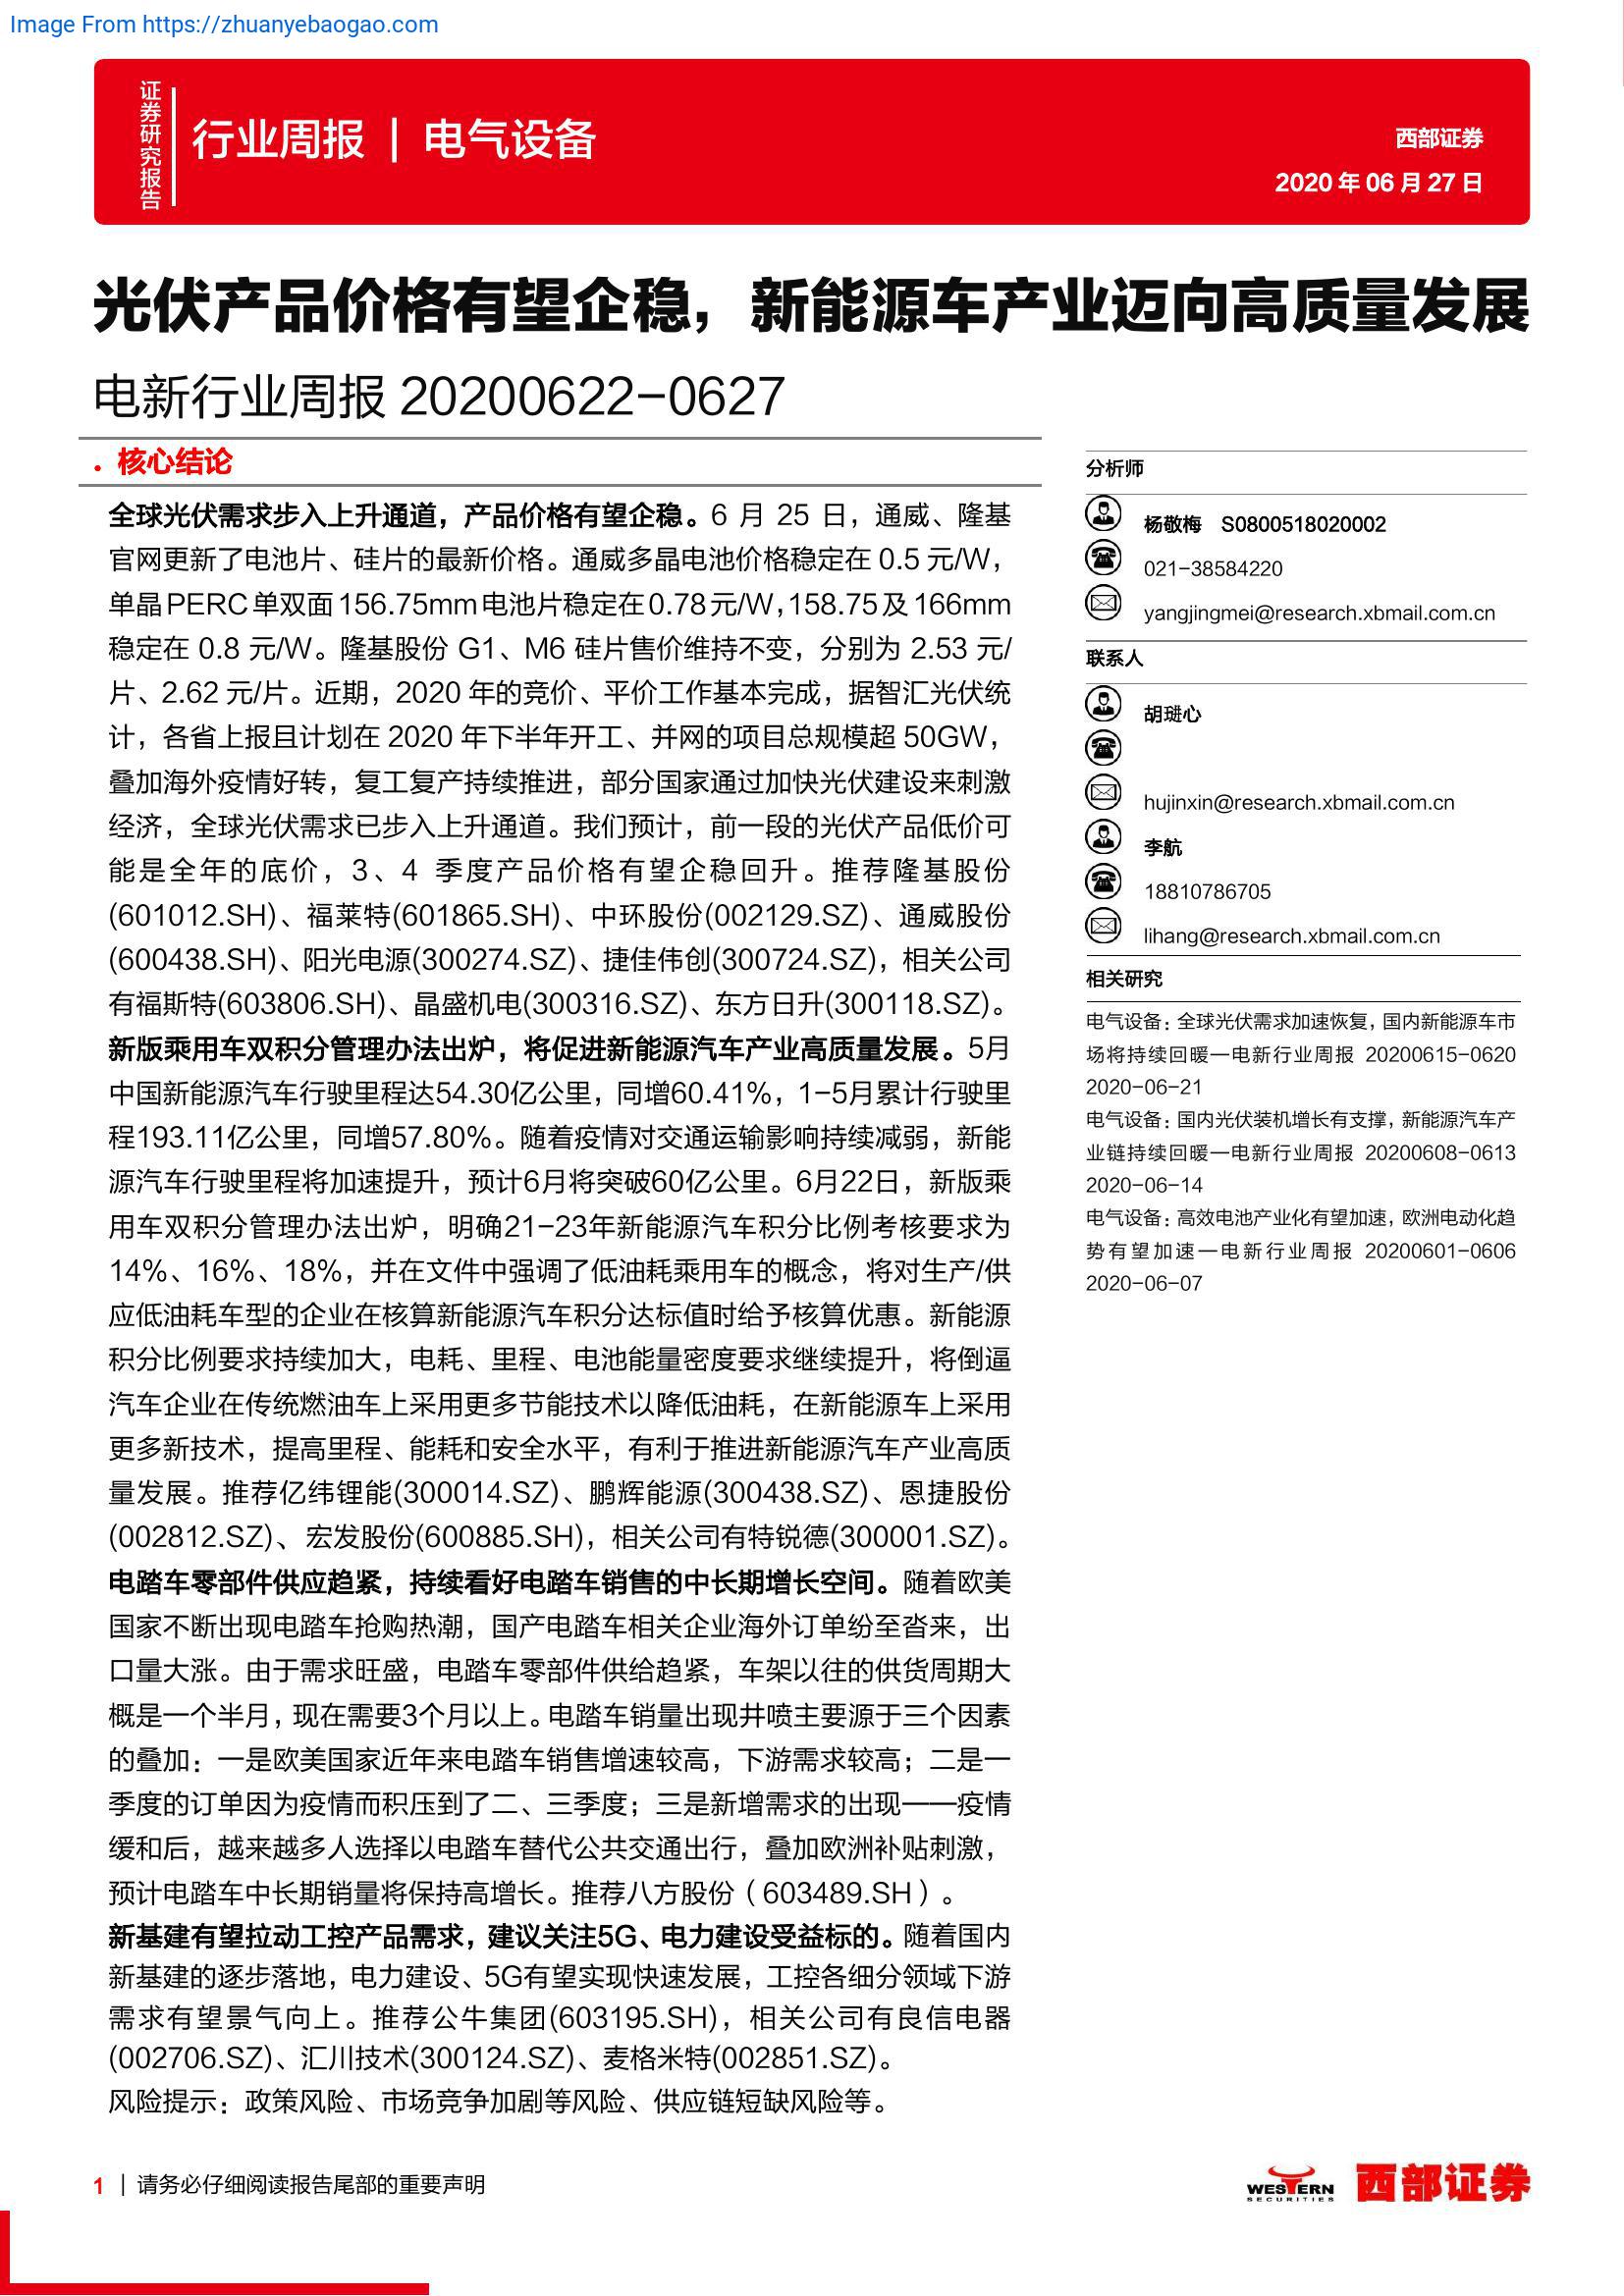 Image From https://zhuanyebaogao.com
证券研究报告
行业周报 | 电气设备
西部证券
2020 年 06 月 27 日
光伏产品价格有望企稳，新能源车产业迈向高质量发展
电新行业周报 20200622-0627
• 核心结论
全球光伏需求步入上升通道，产品价格有望企稳。6 月 25 日，通威、隆基
官网更新了电池片、硅片的最新价格。通威多晶电池价格稳定在 0.5 元/W，
单晶PERC单双面156.75mm电池片稳定在0.78元/W，158.75及166mm
稳定在 0.8 元/W。隆基股份 G1、M6 硅片售价维持不变，分别为 2.53 元/
片、2.62 元/片。近期，2020 年的竞价、平价工作基本完成，据智汇光伏统
计，各省上报且计划在 2020 年下半年开工、并网的项目总规模超 50GW，
叠加海外疫情好转，复工复产持续推进，部分国家通过加快光伏建设来刺激
经济，全球光伏需求已步入上升通道。我们预计，前一段的光伏产品低价可
能是全年的底价，3、4 季度产品价格有望企稳回升。推荐隆基股份
(601012.SH)、福莱特(601865.SH)、中环股份(002129.SZ)、通威股份
(600438.SH)、阳光电源(300274.SZ)、捷佳伟创(300724.SZ)，相关公司
有福斯特(603806.SH)、晶盛机电(300316.SZ)、东方日升(300118.SZ)。
新版乘用车双积分管理办法出炉，将促进新能源汽车产业高质量发展。5月
中国新能源汽车行驶里程达54.30亿公里，同增60.41%，1-5月累计行驶里
程193.11亿公里，同增57.80%。随着疫情对交通运输影响持续减弱，新能
源汽车行驶里程将加速提升，预计6月将突破60亿公里。6月22日，新版乘
用车双积分管理办法出炉，明确21-23年新能源汽车积分比例考核要求为
14%、16%、18%，并在文件中强调了低油耗乘用车的概念，将对生产/供
应低油耗车型的企业在核算新能源汽车积分达标值时给予核算优惠。新能源
积分比例要求持续加大，电耗、里程、电池能量密度要求继续提升，将倒逼
汽车企业在传统燃油车上采用更多节能技术以降低油耗，在新能源车上采用
更多新技术，提高里程、能耗和安全水平，有利于推进新能源汽车产业高质
量发展。推荐亿纬锂能(300014.SZ)、鹏辉能源(300438.SZ)、恩捷股份
(002812.SZ)、宏发股份(600885.SH)，相关公司有特锐德(300001.SZ)。
电踏车零部件供应趋紧，持续看好电踏车销售的中长期增长空间。随着欧美
国家不断出现电踏车抢购热潮，国产电踏车相关企业海外订单纷至沓来，出
口量大涨。由于需求旺盛，电踏车零部件供给趋紧，车架以往的供货周期大
概是一个半月，现在需要3个月以上。电踏车销量出现井喷主要源于三个因素
的叠加：一是欧美国家近年来电踏车销售增速较高，下游需求较高；二是一
季度的订单因为疫情而积压到了二、三季度；三是新增需求的出现——疫情
缓和后，越来越多人选择以电踏车替代公共交通出行，叠加欧洲补贴刺激，
预计电踏车中长期销量将保持高增长。推荐八方股份（603489.SH）。
新基建有望拉动工控产品需求，建议关注5G、电力建设受益标的。随着国内
新基建的逐步落地，电力建设、5G有望实现快速发展，工控各细分领域下游
需求有望景气向上。推荐公牛集团(603195.SH)，相关公司有良信电器
(002706.SZ)、汇川技术(300124.SZ)、麦格米特(002851.SZ)。
风险提示：政策风险、市场竞争加剧等风险、供应链短缺风险等。
分析师
杨敬梅 S0800518020002
021-38584220
yangjingmei@research.xbmail.com.cn
联系人
胡琎心
hujinxin@research.xbmail.com.cn
李航
18810786705
lihang@research.xbmail.com.cn
相关研究
电气设备：全球光伏需求加速恢复，国内新能源车市
场将持续回暖—电新行业周报 20200615-0620
2020-06-21
电气设备：国内光伏装机增长有支撑，新能源汽车产
业链持续回暖—电新行业周报 20200608-0613
2020-06-14
电气设备：高效电池产业化有望加速，欧洲电动化趋
势有望加速—电新行业周报 20200601-0606
2020-06-07
1 | 请务必仔细阅读报告尾部的重要声明
WESTERN
SECURITIES
西部证券